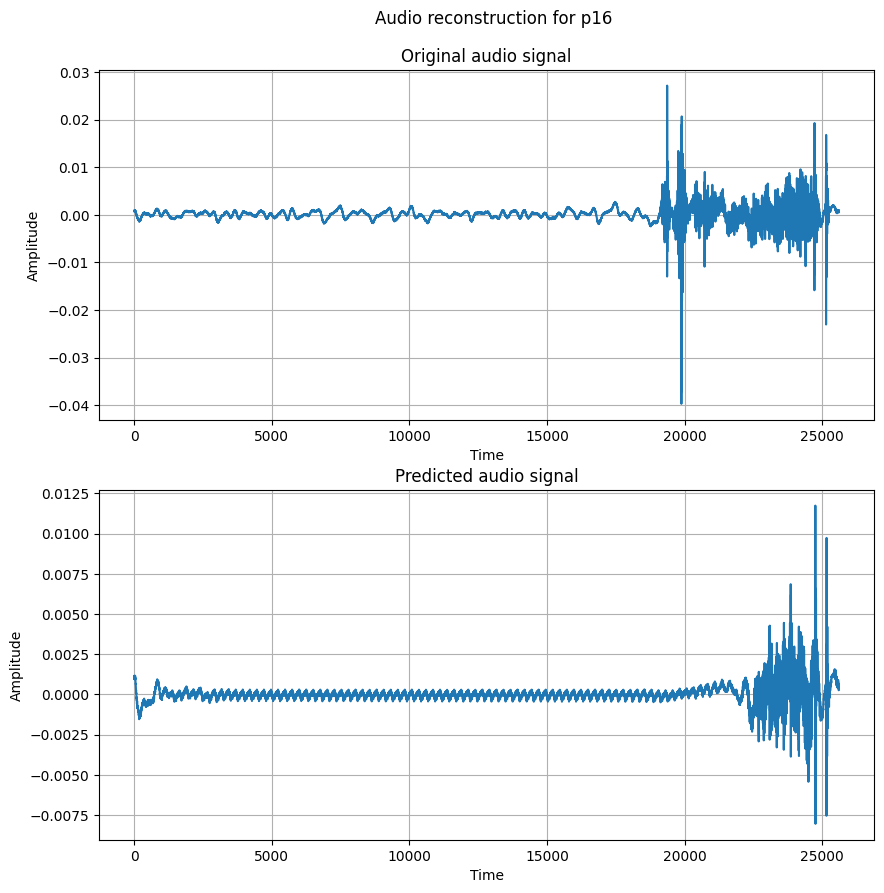 Audio reconstruction for p16
Original audio signal
0.03
0.02
0.01
0.00
−0.01
−0.02
−0.03
−0.04
Amplitude
0 5000 10000 15000 20000 25000
Time
Predicted audio signal
0.0125
0.0100
0.0075
0.0050
0.0025
0.0000
−0.0025
−0.0050
−0.0075
Amplitude
0 5000 10000 15000 20000 25000
Time